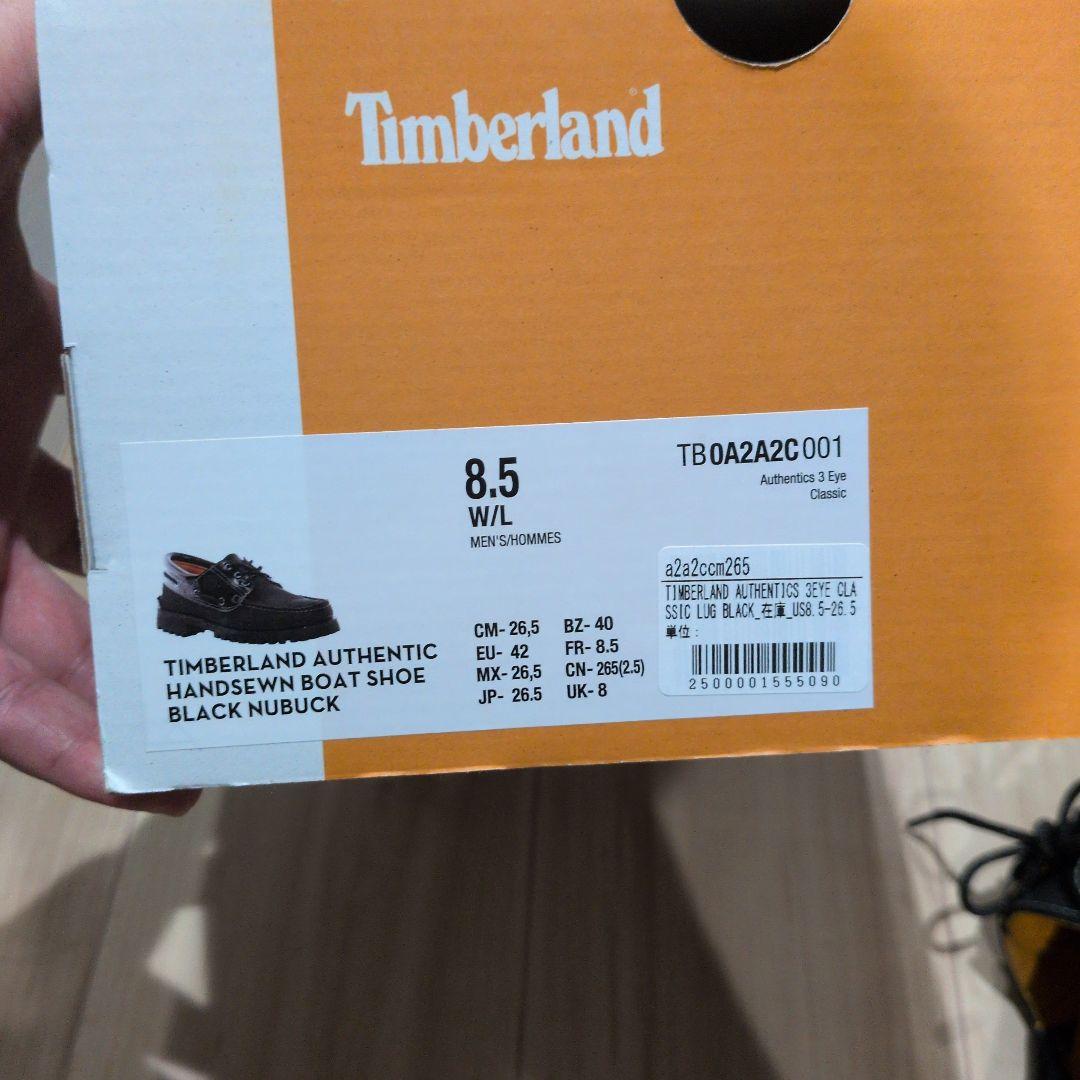 Timberland
8.5
W/L
MEN'S/HOMMES
TB0A2A2C001
Authentics 3 Eye
Classic
TIMBERLAND AUTHENTIC
HANDSEWN BOAT SHOE
BLACK NUBUCK
CM- 26,5 BZ- 40
EU- 42 FR- 8.5
MX- 26,5 CN- 265(2.5)
JP- 26.5 UK- 8
a2a2ccm265
TIMBERLAND AUTHENTICS 3EYE CLA
SSIC LUG BLACK_在庫_US8.5-26.5
単位:
2500001555090